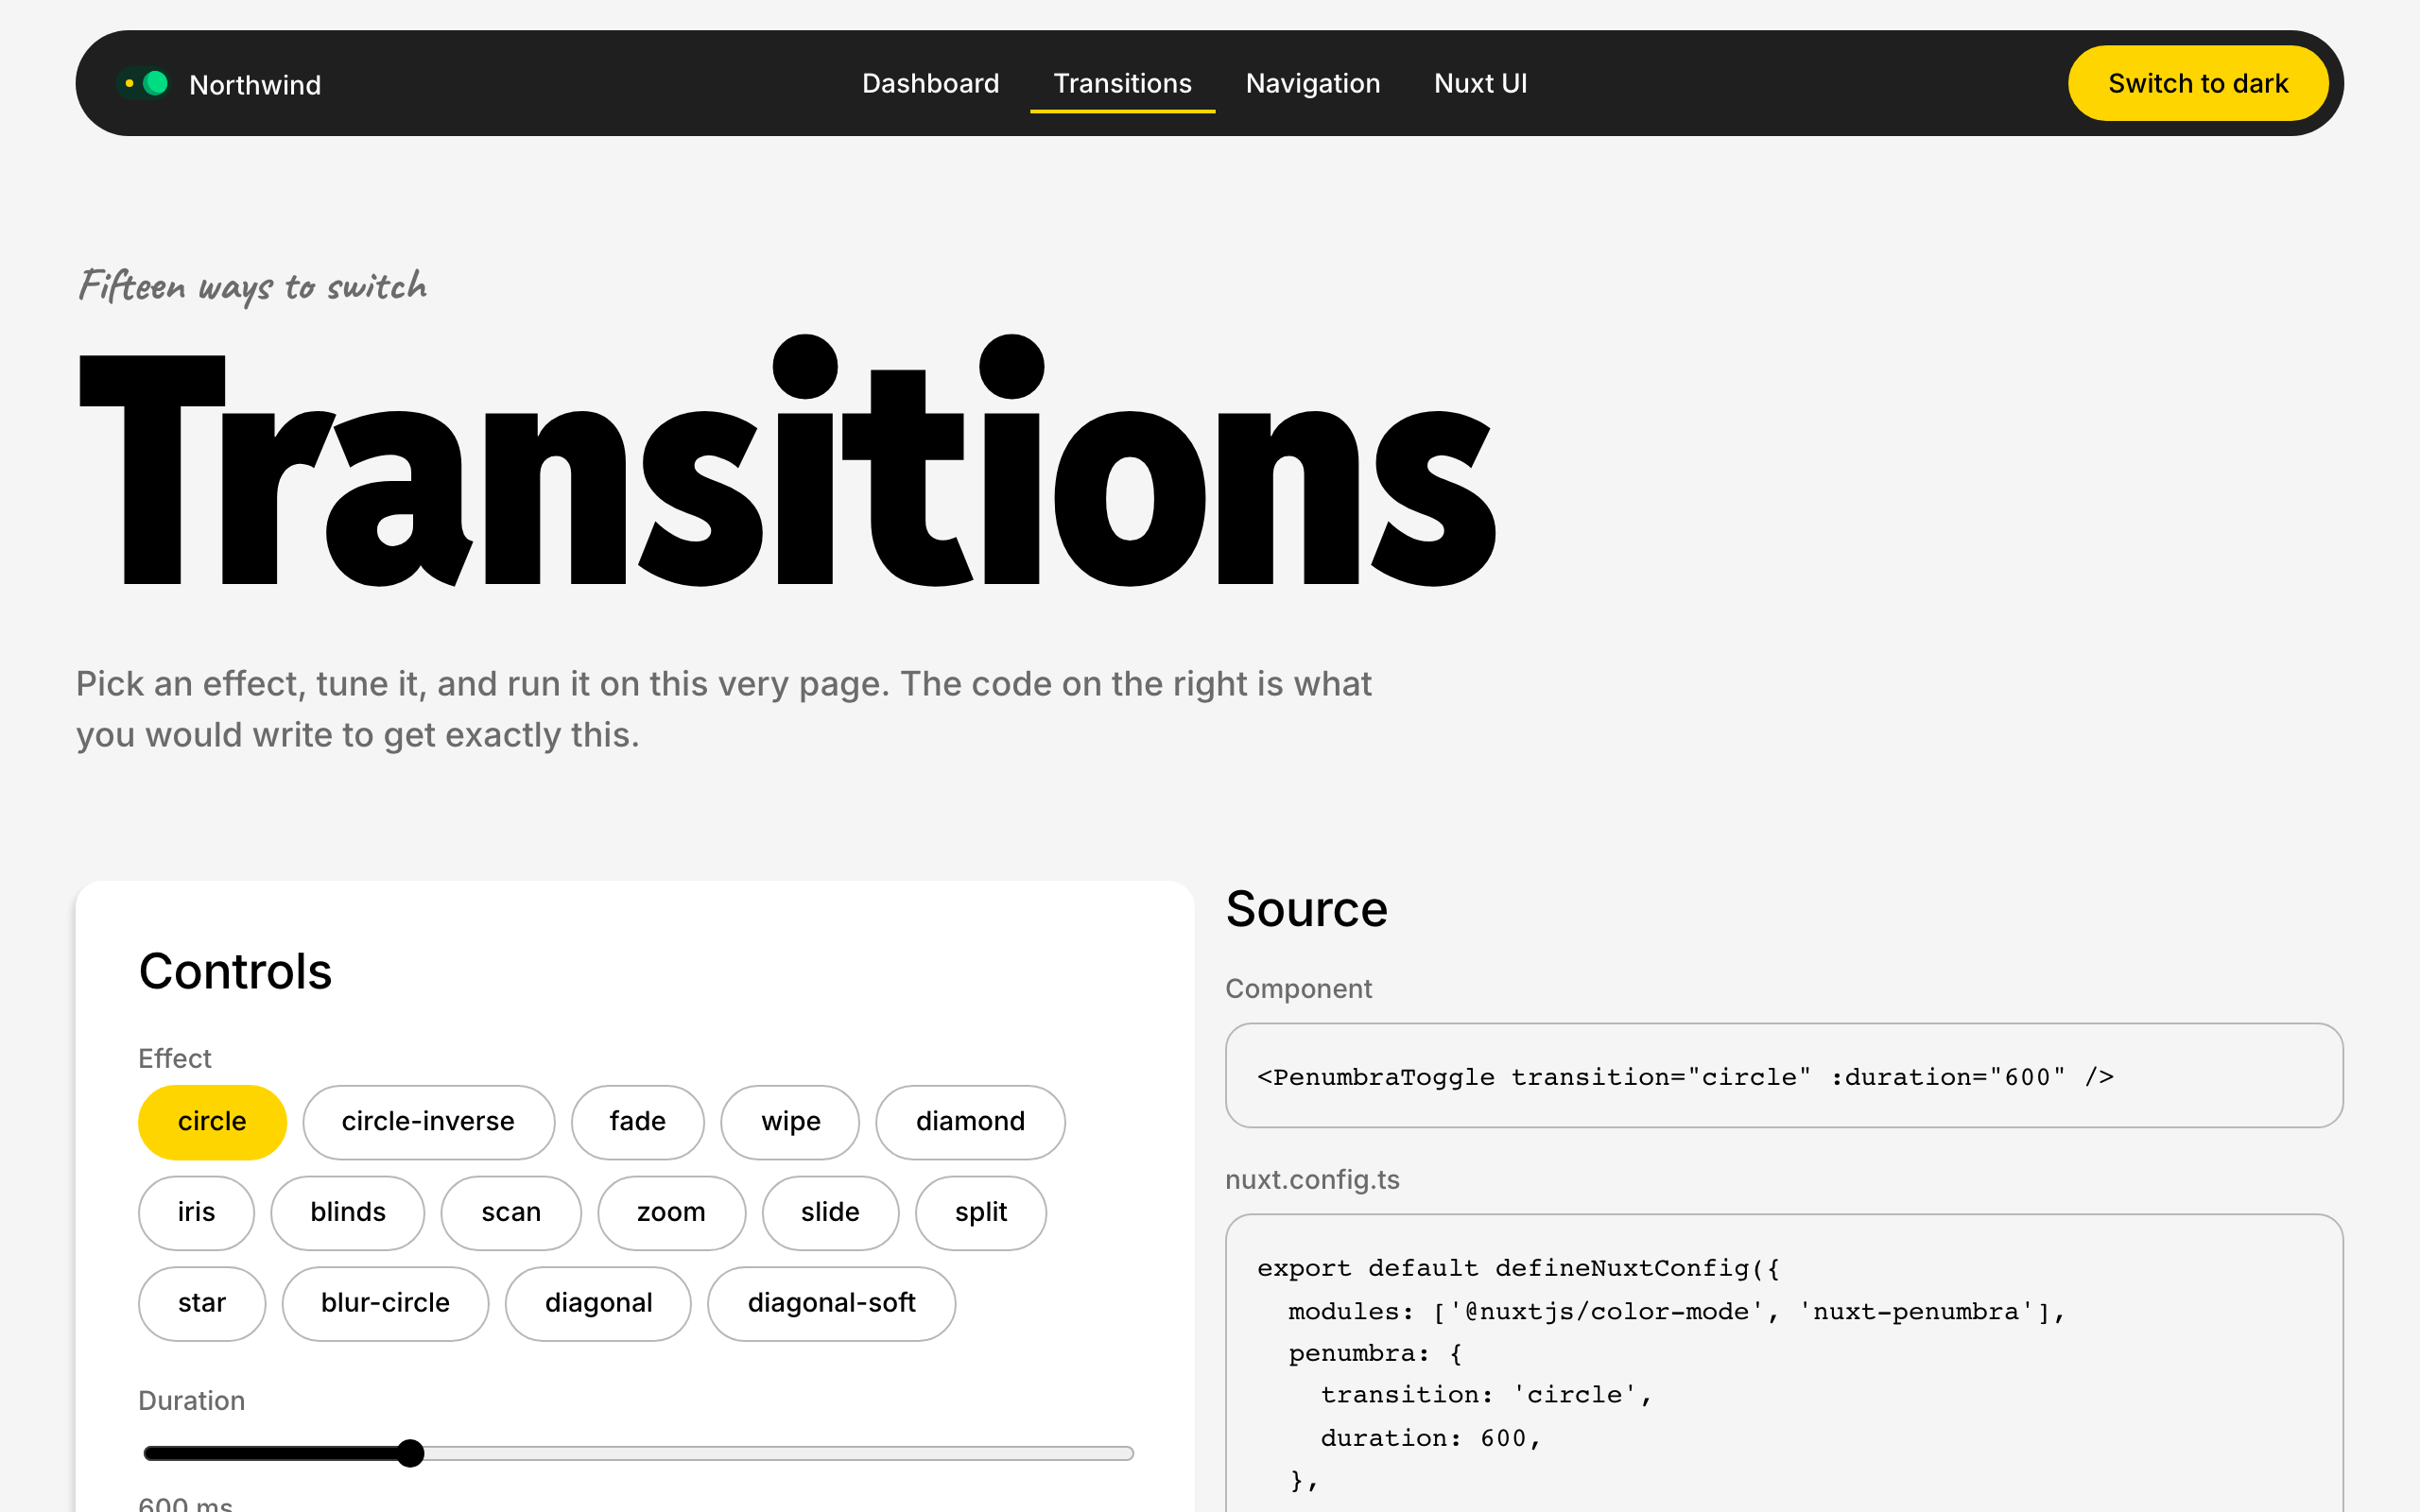 Northwind
Dashboard
Transitions
Navigation
Nuxt UI
Switch to dark
Fifteen ways to switch
Transitions
Pick an effect, tune it, and run it on this very page. The code on the right is what
you would write to get exactly this.
Controls
Effect
circle
circle-inverse
fade
wipe
diamond
iris
blinds
scan
zoom
slide
split
star
blur-circle
diagonal
diagonal-soft
Duration
600 ms
Source
Component
<PenumbraToggle transition="circle" :duration="600" />
nuxt.config.ts
export default defineNuxtConfig({
  modules: ['@nuxtjs/color-mode', 'nuxt-penumbra'],
  penumbra: {
    transition: 'circle',
    duration: 600,
  },